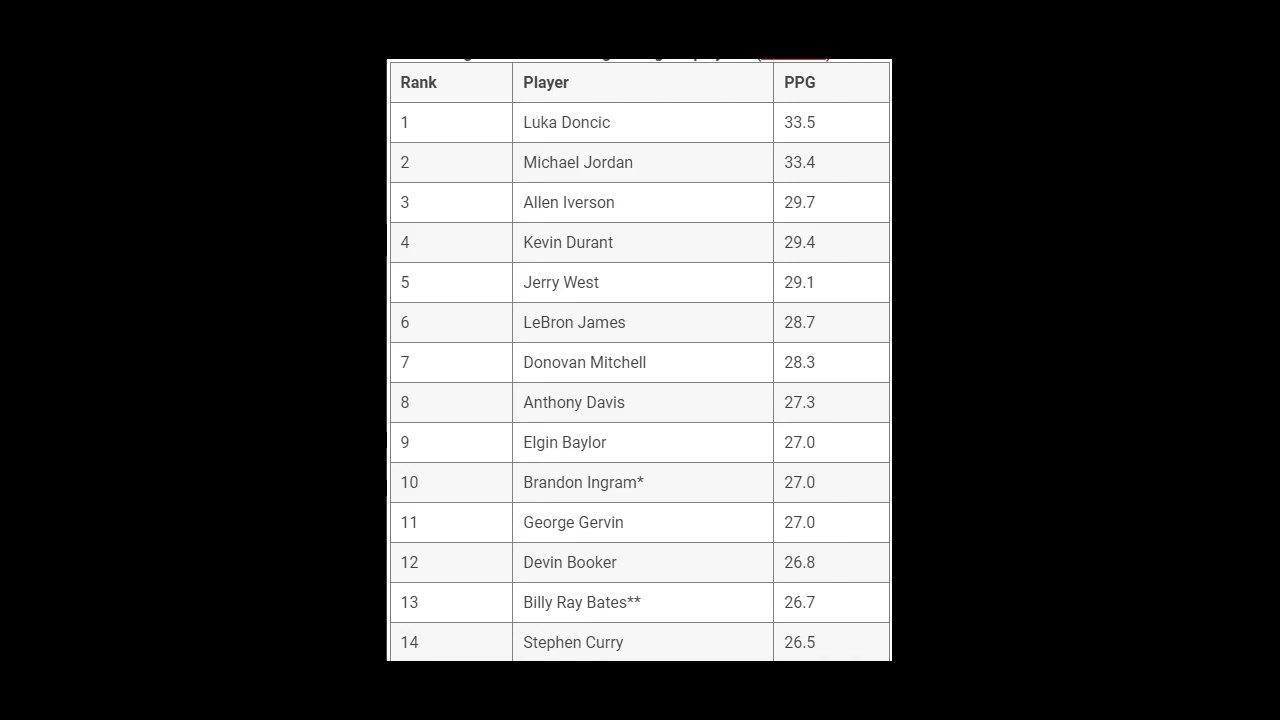 Rank Player PPG
1 Luka Doncic 33.5
2 Michael Jordan 33.4
3 Allen Iverson 29.7
4 Kevin Durant 29.4
5 Jerry West 29.1
6 LeBron James 28.7
7 Donovan Mitchell 28.3
8 Anthony Davis 27.3
9 Elgin Baylor 27.0
10 Brandon Ingram* 27.0
11 George Gervin 27.0
12 Devin Booker 26.8
13 Billy Ray Bates** 26.7
14 Stephen Curry 26.5